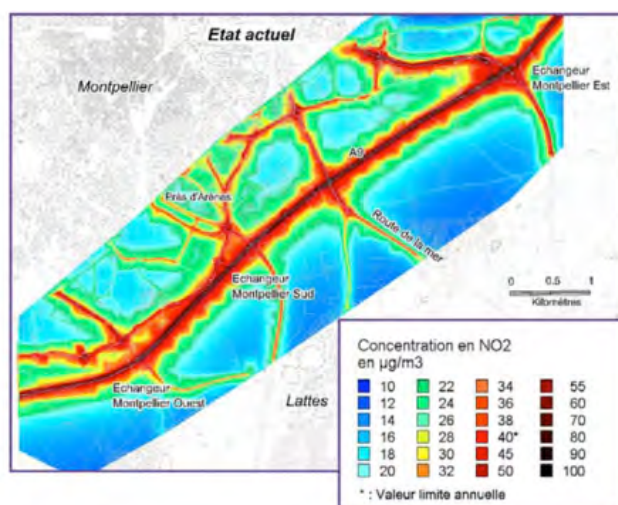 Etat actuel
Montpellier
Echangeur
Montpellier Est
A9
Prés d'Arènes
Route de la mer
Echangeur
Montpellier Sud
0 0.5 1
Kilomètres
Echangeur
Montpellier Ouest
Lattes
Concentration en NO2
en µg/m3
10 22 34 55
12 24 36 60
14 26 38 70
16 28 40* 80
18 30 45 90
20 32 50 100
* : Valeur limite annuelle